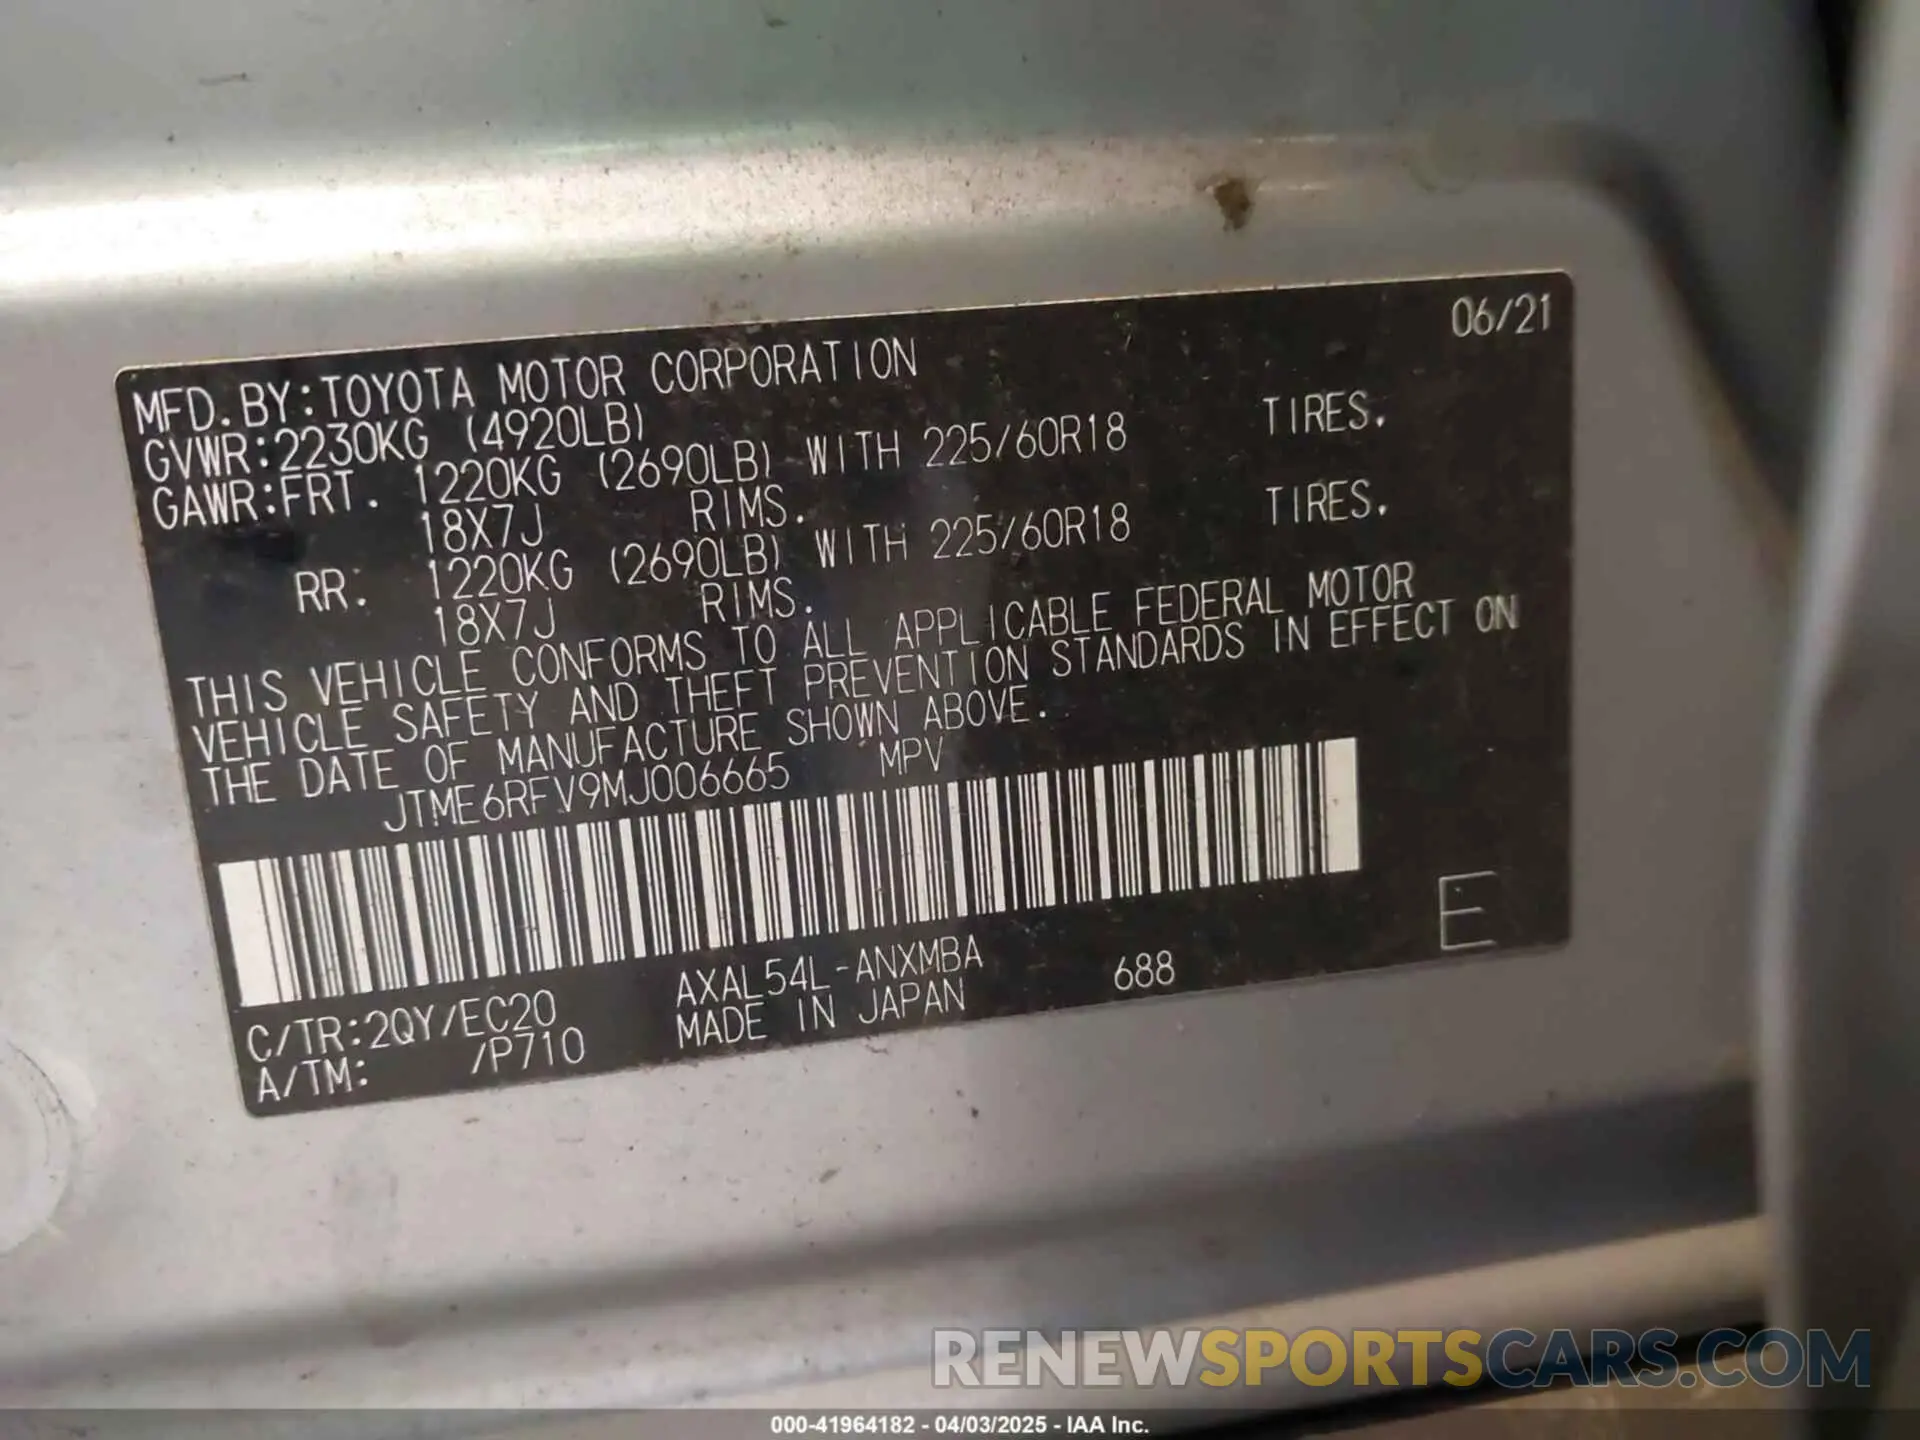 06/21
MFD. BY:TOYOTA MOTOR CORPORATION
GVWR:2230KG (4920LB)
GAWR:FRT. 1220KG (2690LB) WITH 225/60R18 TIRES.
18X7J RIMS.
RR: 1220KG (2690LB) WITH 225/60R18 TIRES.
18X7J RIMS.
THIS VEHICLE CONFORMS TO ALL APPLICABLE FEDERAL MOTOR
VEHICLE SAFETY AND THEFT PREVENTION STANDARDS IN EFFECT ON
THE DATE OF MANUFACTURE SHOWN ABOVE.
JTME6RFV9MJ006665 MPV
E
C/TR:2QY/EC20 AXAL54L-ANXMBA 688
A/TM: /P710 MADE IN JAPAN
RENEWSPORTSCARS.COM
000-41964182 - 04/03/2025 - IAA Inc.